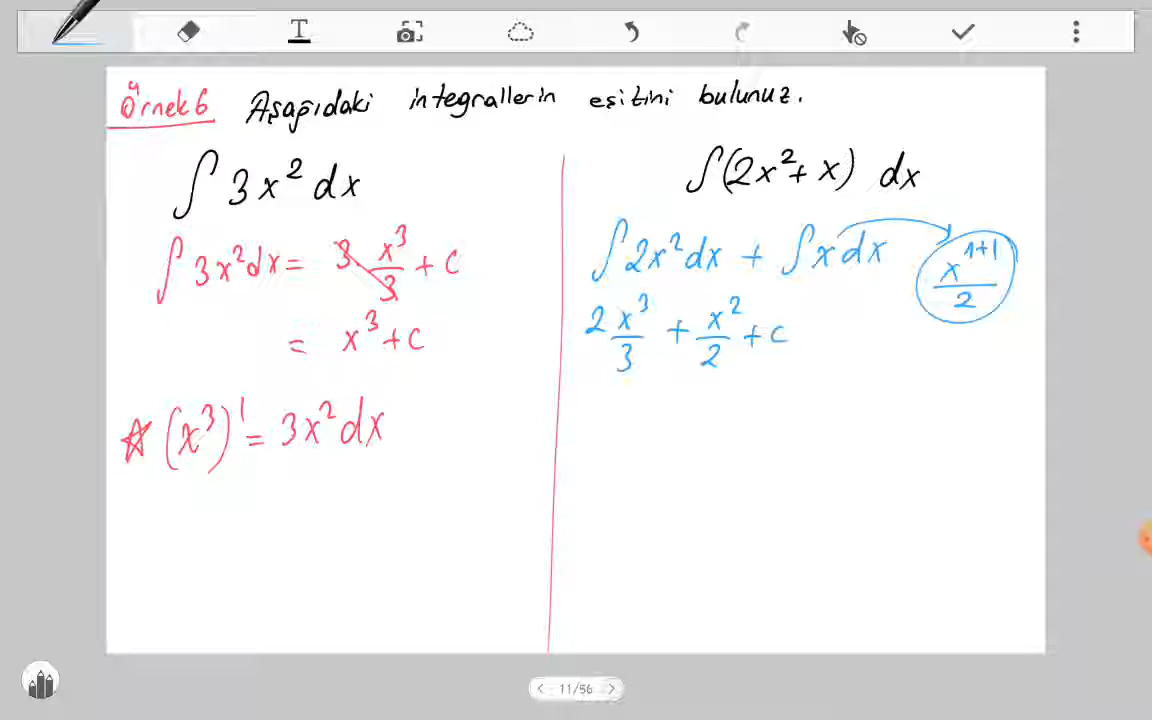 Örnek 6 Aşağıdaki integrallerin eşitini bulunuz.
∫ 3x² dx
∫ 3x² dx = 3 x³/3 + c
= x³ + c
☆ (x³)' = 3x² dx
∫(2x² + x) dx
∫ 2x² dx + ∫ x dx → x¹⁺¹/2
2 x³/3 + x²/2 + c
T
11/56